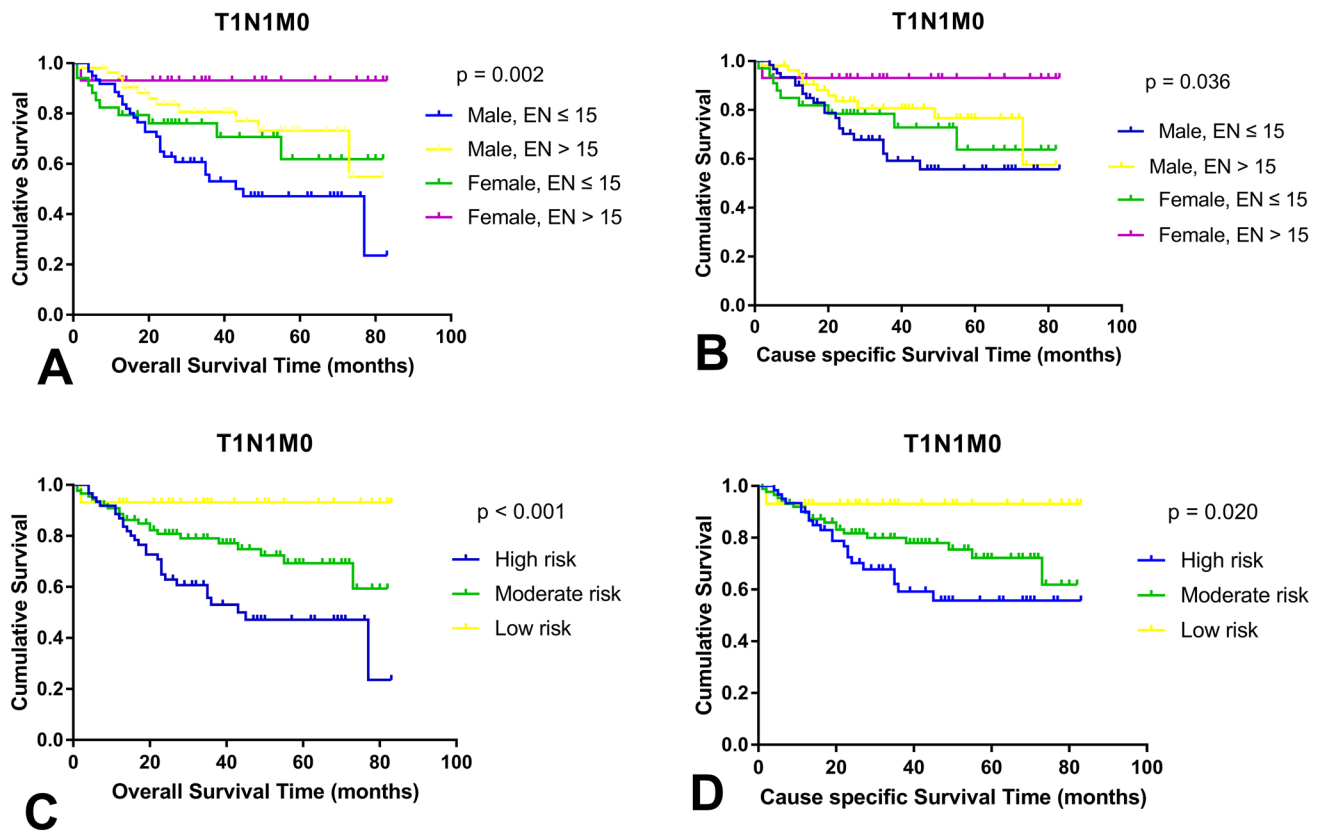 T1N1M0
Cumulative Survival
1.0
0.8
0.6
0.4
0.2
0.0
0
20
40
60
80
100
Overall Survival Time (months)
p = 0.002
Male, EN ≤ 15
Male, EN > 15
Female, EN ≤ 15
Female, EN > 15
A
T1N1M0
Cumulative Survival
1.0
0.8
0.6
0.4
0.2
0.0
0
20
40
60
80
100
Cause specific Survival Time (months)
p = 0.036
Male, EN ≤ 15
Male, EN > 15
Female, EN ≤ 15
Female, EN > 15
B
T1N1M0
Cumulative Survival
1.0
0.8
0.6
0.4
0.2
0.0
0
20
40
60
80
100
Overall Survival Time (months)
p < 0.001
High risk
Moderate risk
Low risk
C
T1N1M0
Cumulative Survival
1.0
0.8
0.6
0.4
0.2
0.0
0
20
40
60
80
100
Cause specific Survival Time (months)
p = 0.020
High risk
Moderate risk
Low risk
D